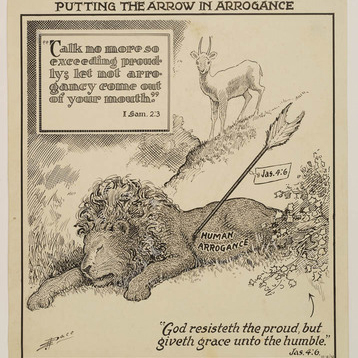 PUTTING THE ARROW IN ARROGANCE
"Talk no more so
exceeding proud-
ly; let not arro-
gancy come out
of your mouth."
I Sam. 2:3
Jas. 4:6
HUMAN
ARROGANCE
"God resisteth the proud, but
giveth grace unto the humble."
Jas. 4:6.